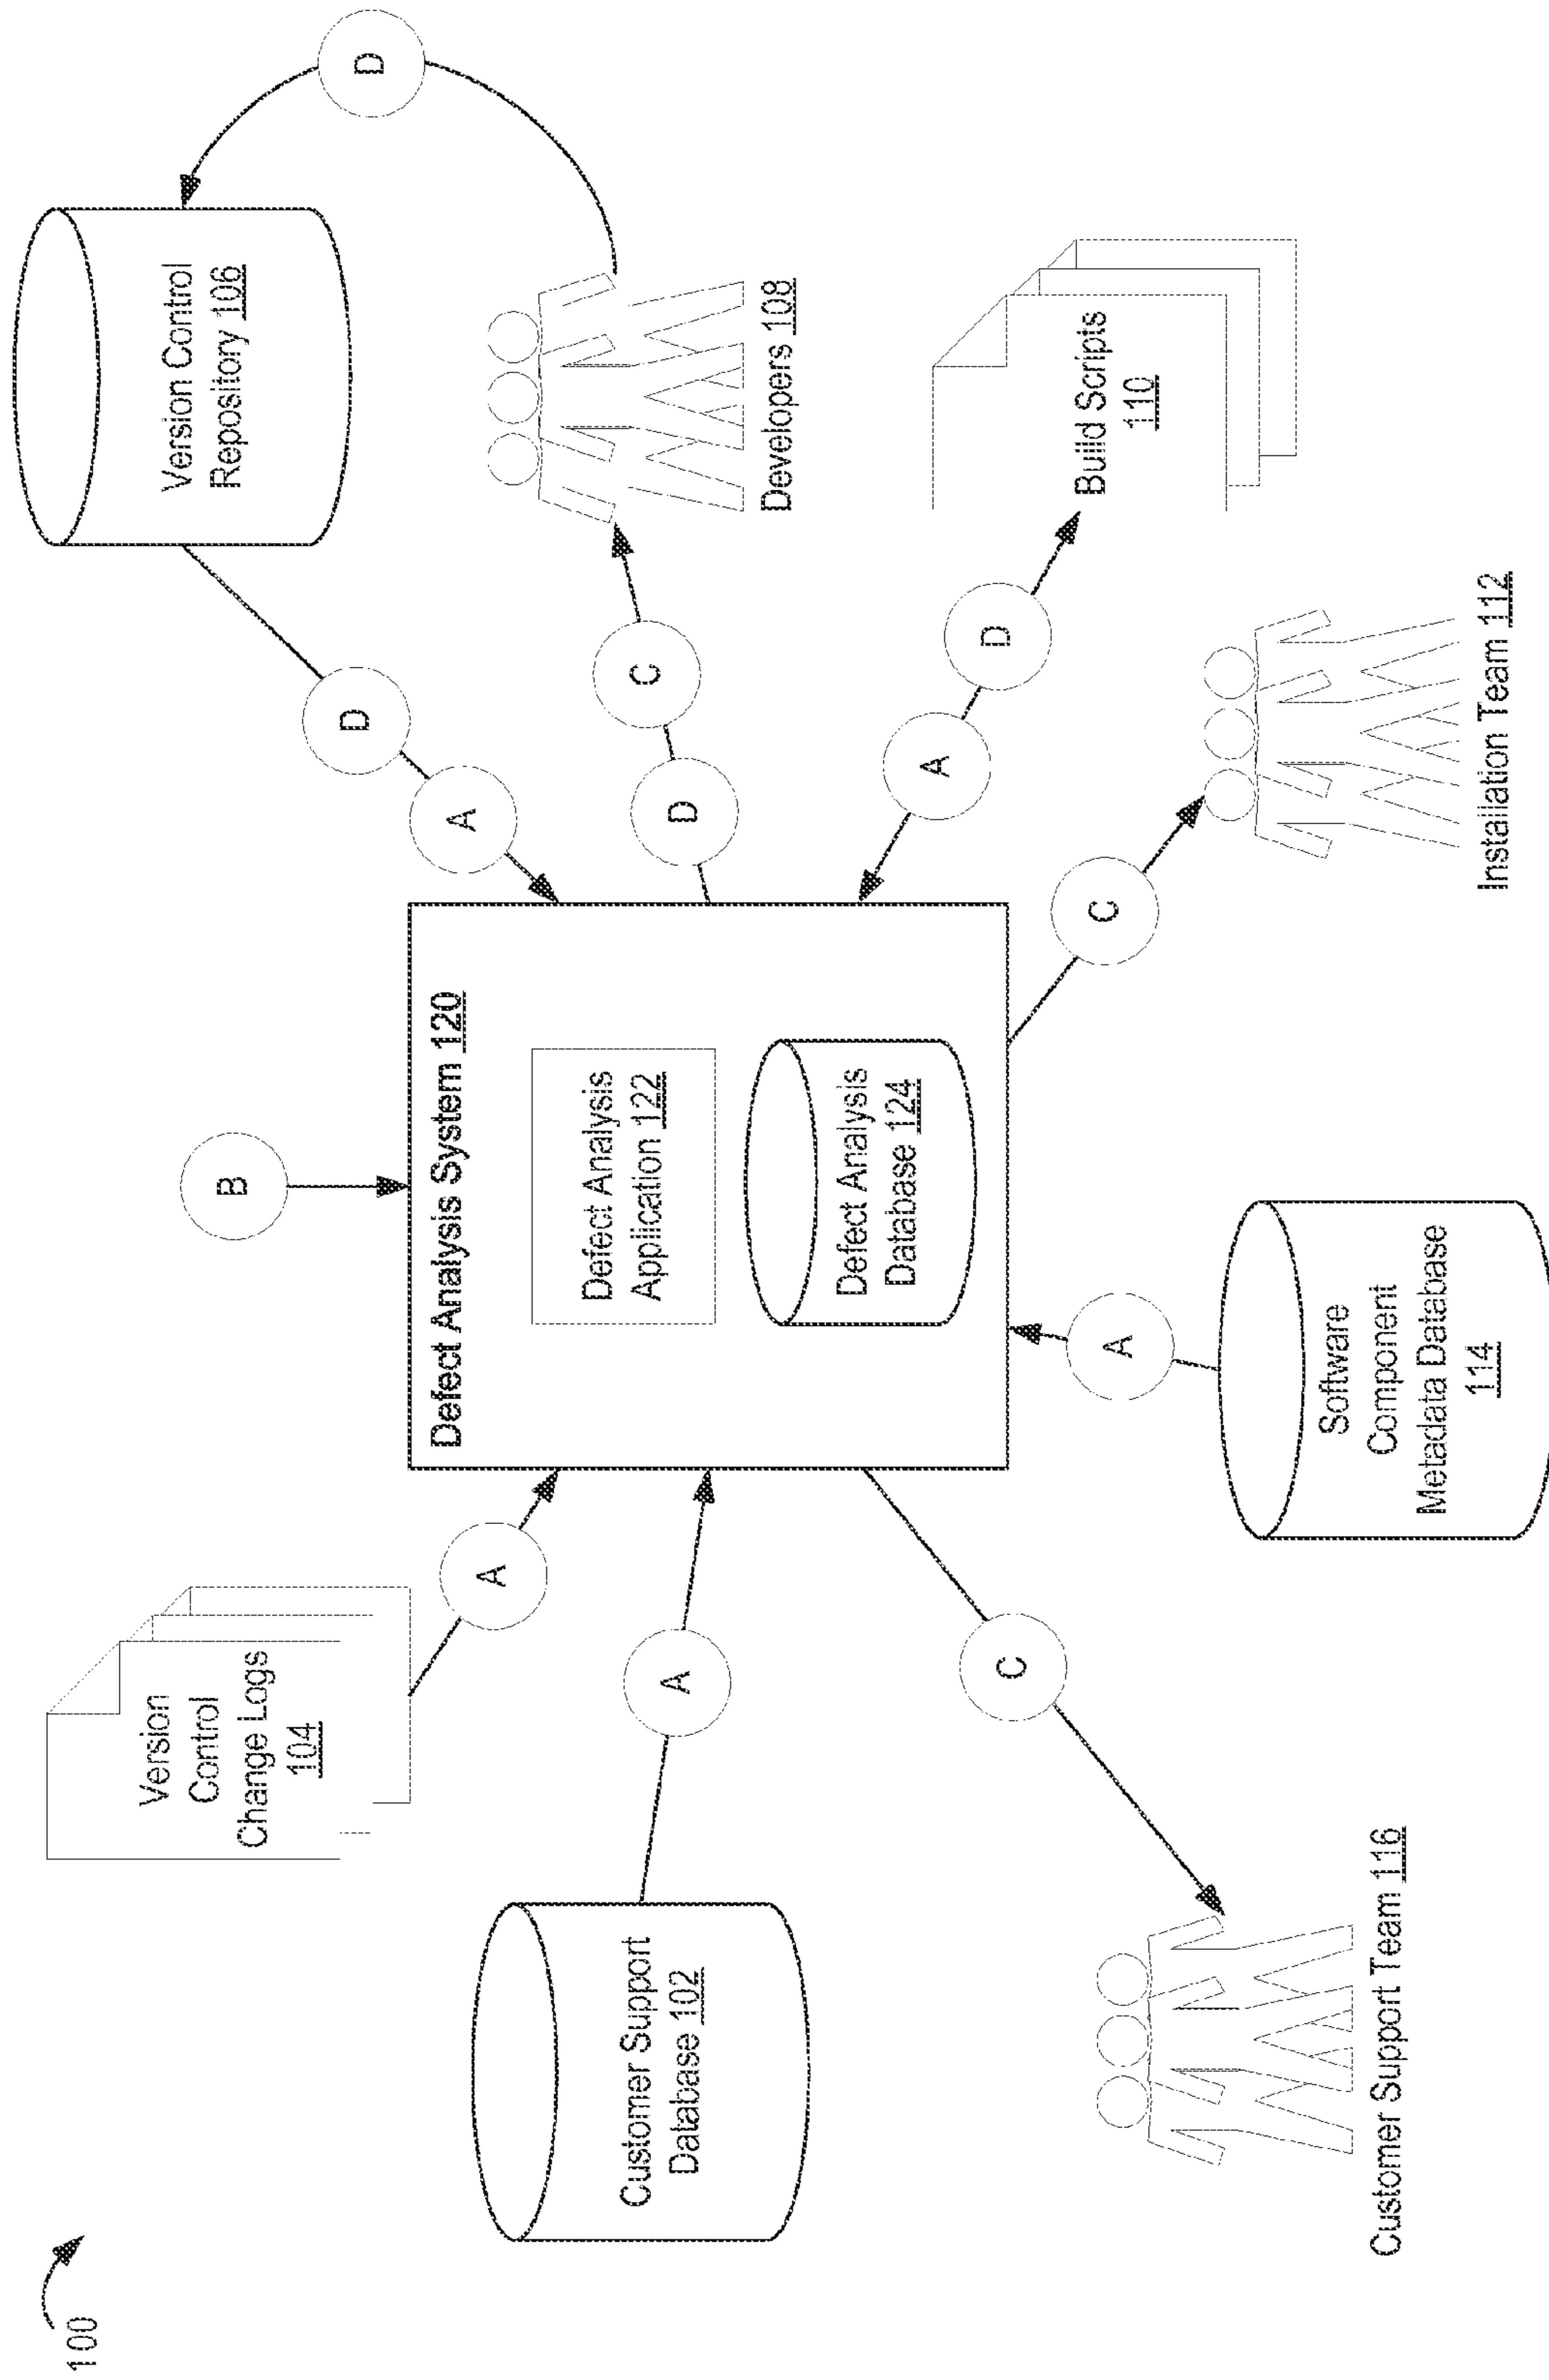 100
Version
Control
Change Logs
104
A
Customer Support
Database 102
A
Customer Support Team 116
C
B
Defect Analysis System 120
Defect Analysis
Application 122
Defect Analysis
Database 124
A
Software
Component
Metadata Database
114
Version Control
Repository 106
D
D
A
Developers 108
C
D
Build Scripts
110
D
A
C
Installation Team 112